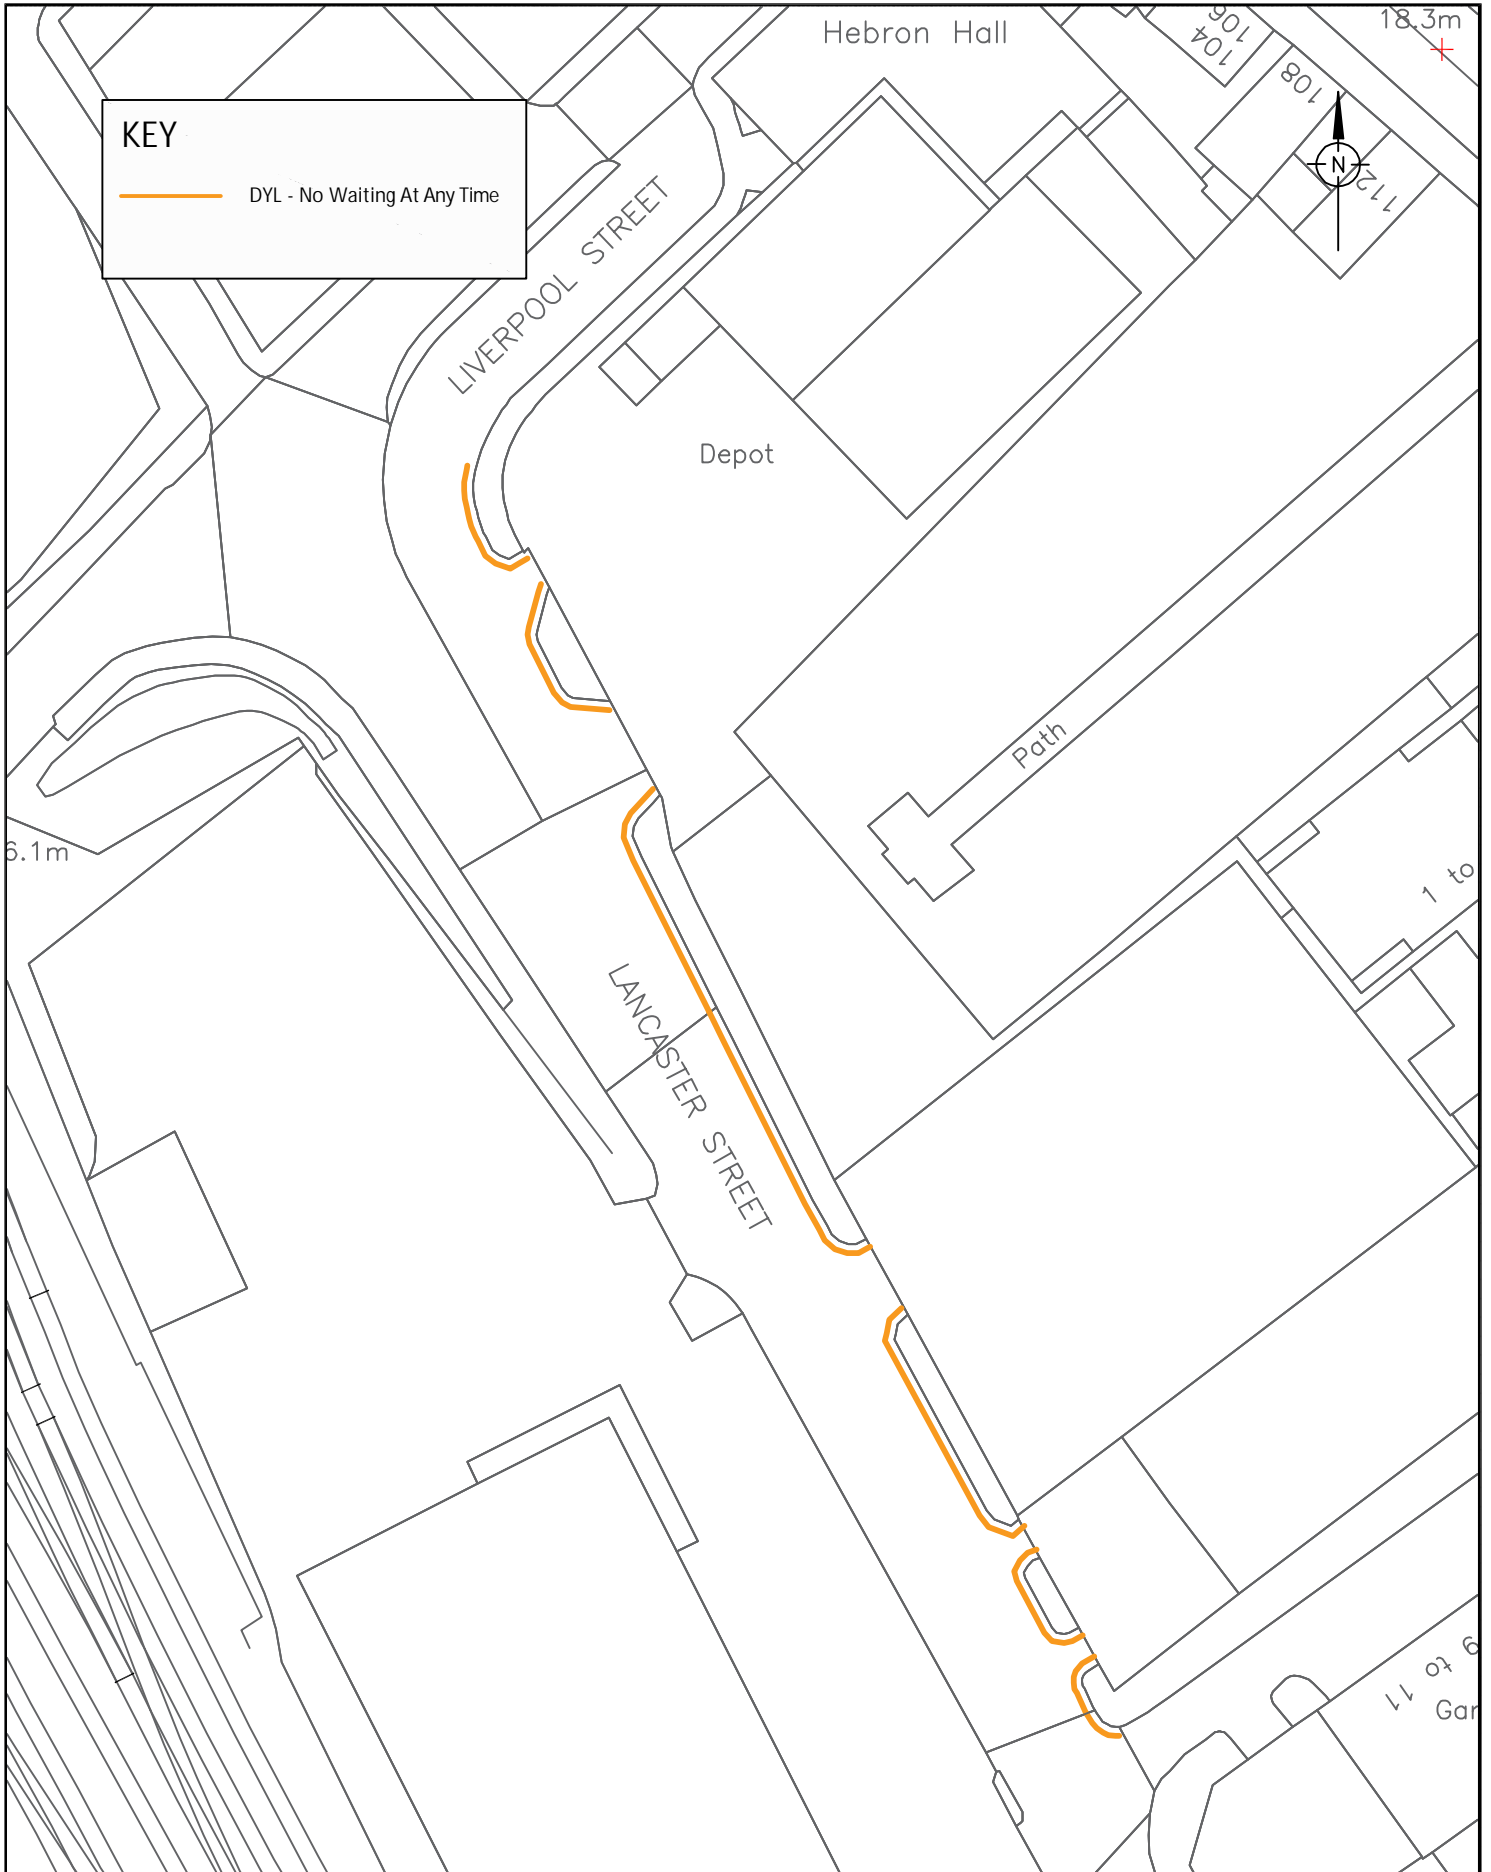 Hebron Hall
106
104
108
112
18.3m
KEY
DYL - No Waiting At Any Time
N
LIVERPOOL STREET
Depot
Path
6.1m
1 to
LANCASTER STREET
9 to 11
Gar